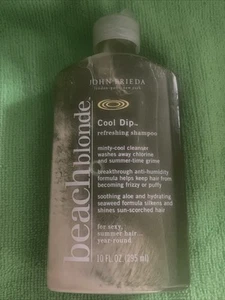 JOHN FRIEDA
beachblonde
Cool Dip™
refreshing shampoo
minty-cool cleanser
washes away chlorine
and summer-time grime
breakthrough anti-humidity
formula helps keep hair from
becoming frizzy or puffy
soothing aloe and hydrating
seaweed formula silkens and
shines sun-scorched hair
for sexy,
summer hair
year-round
10 FL OZ (295 ml)